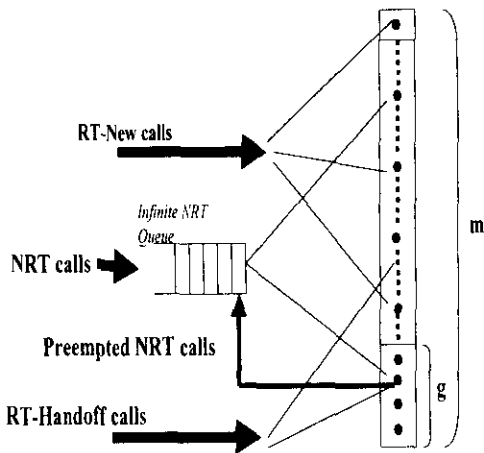 RT-New calls
Infinite NRT
Queue
m
NRT calls
Preempted NRT calls
g
RT-Handoff calls